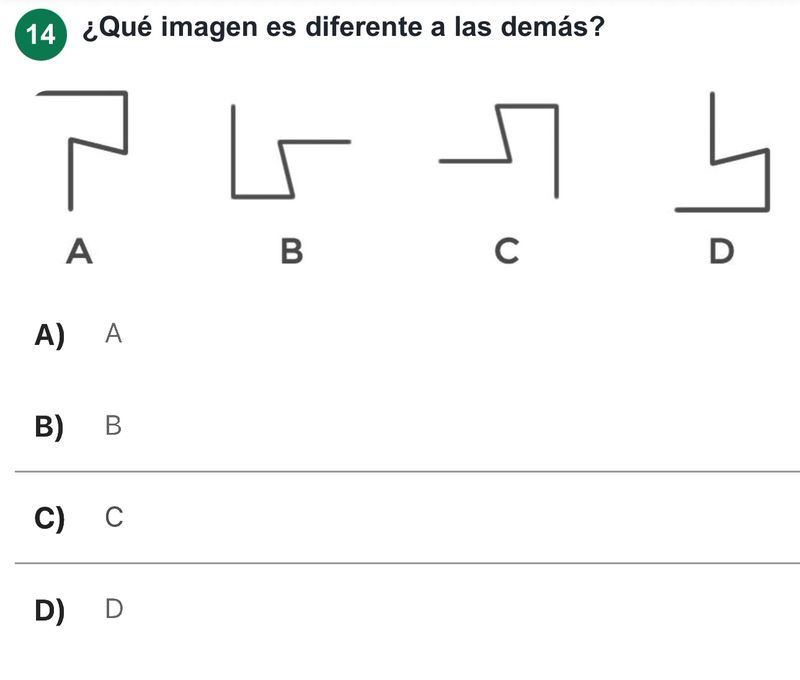 14 ¿Qué imagen es diferente a las demás?
A B C D
A) A
B) B
C) C
D) D